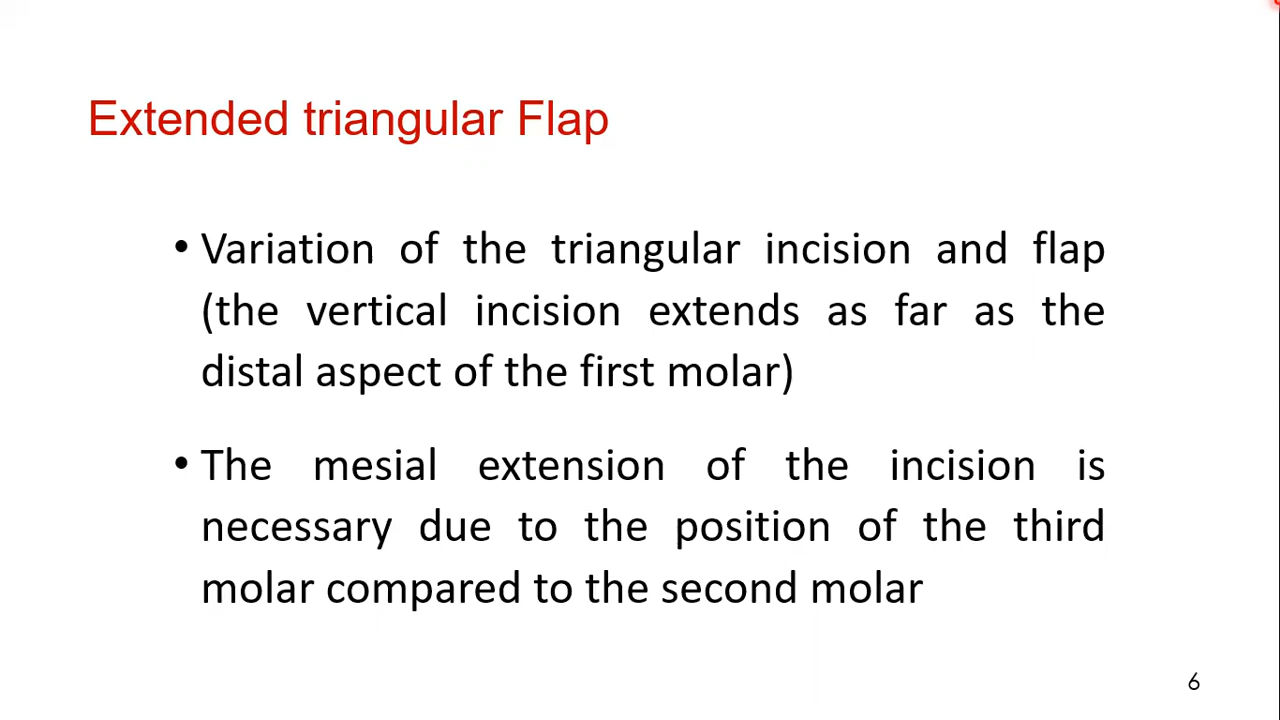 Extended triangular Flap
• Variation of the triangular incision and flap
(the vertical incision extends as far as the
distal aspect of the first molar)
• The mesial extension of the incision is
necessary due to the position of the third
molar compared to the second molar
6